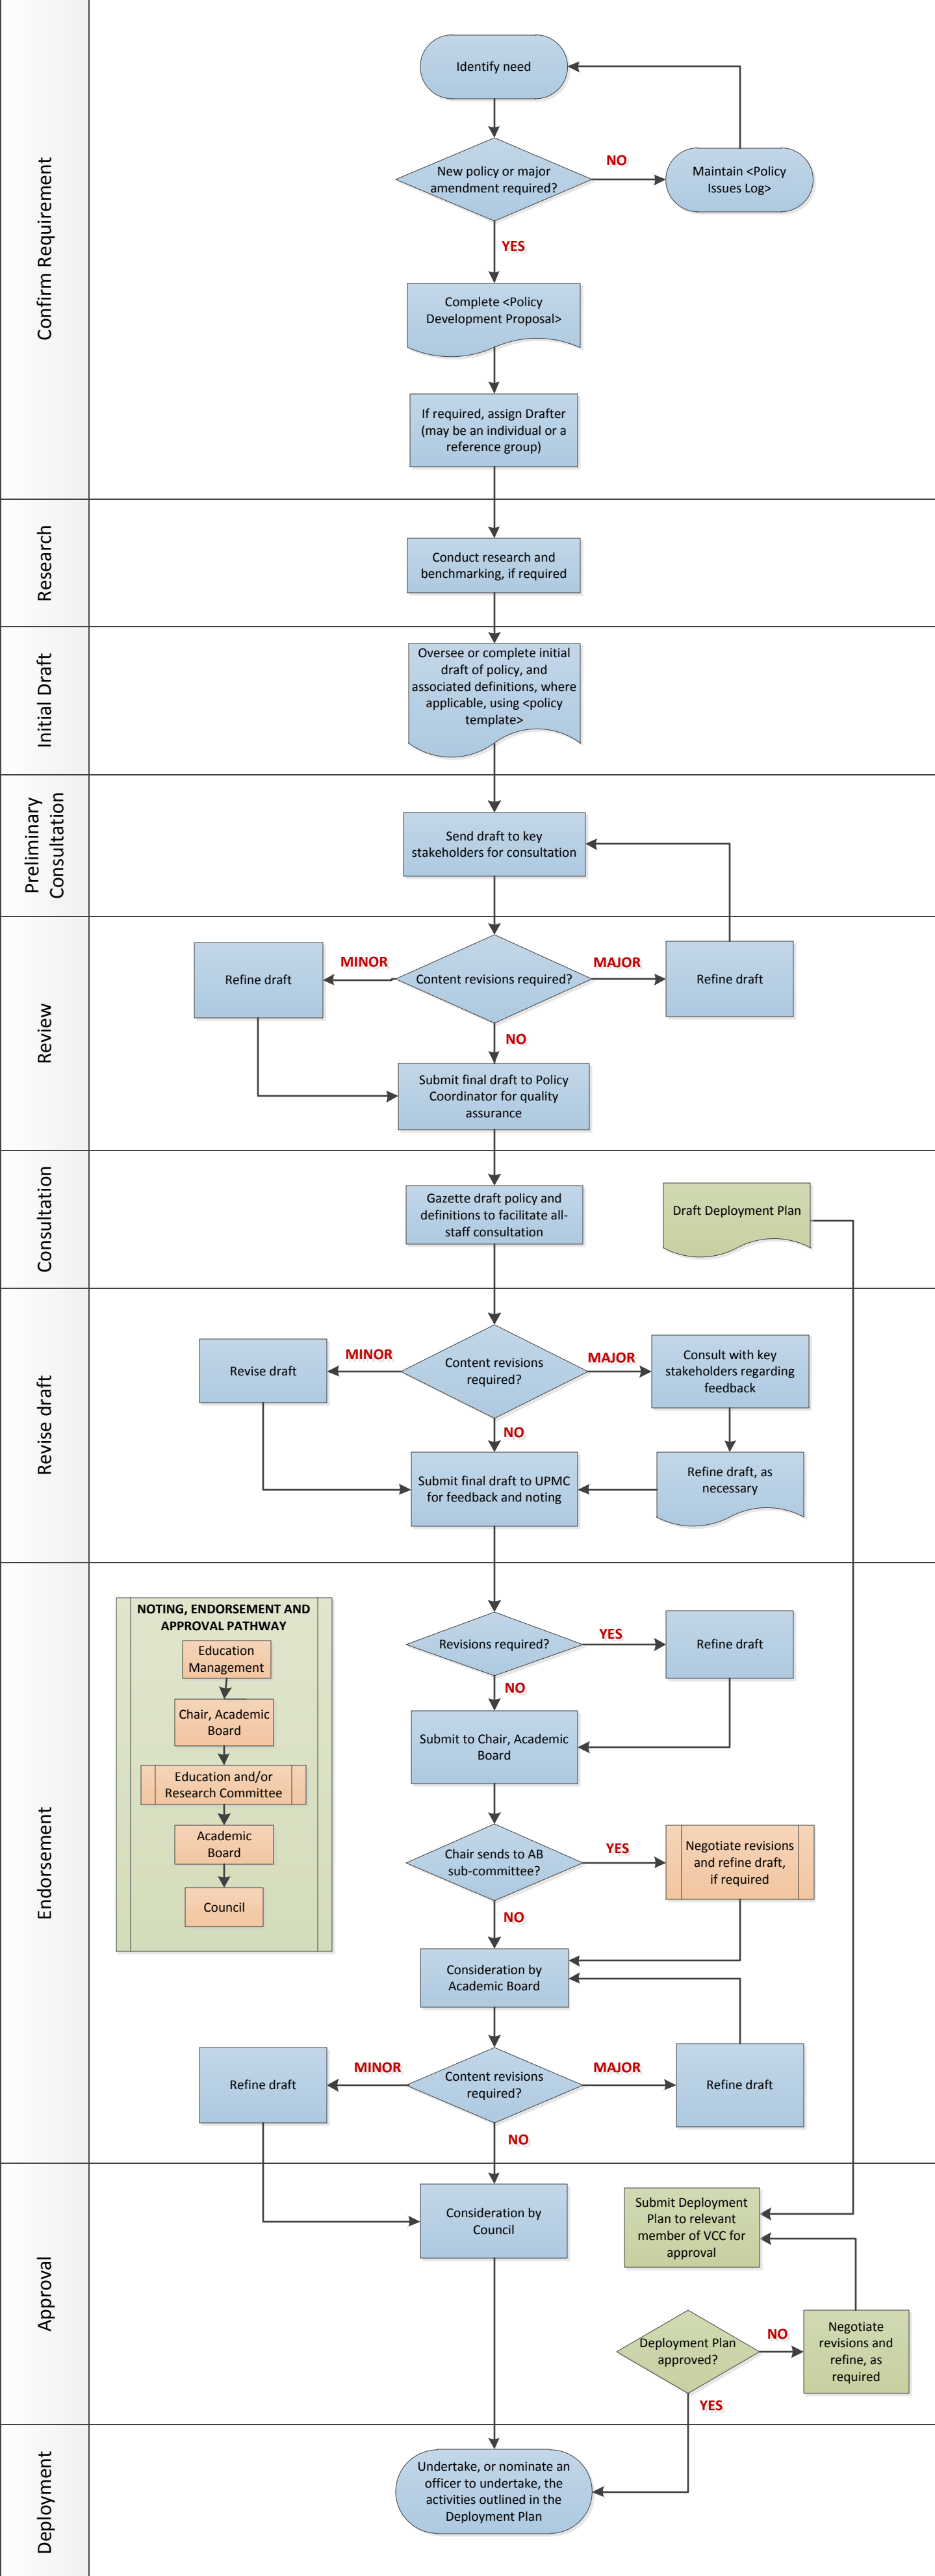 Confirm Requirement
Identify need
New policy or major
amendment required?
NO
Maintain <Policy
Issues Log>
YES
Complete <Policy
Development Proposal>
If required, assign Drafter
(may be an individual or a
reference group)
Research
Conduct research and
benchmarking, if required
Initial Draft
Oversee or complete initial
draft of policy, and
associated definitions, where
applicable, using <policy
template>
Preliminary
Consultation
Send draft to key
stakeholders for consultation
Review
Refine draft
MINOR
Content revisions required?
MAJOR
Refine draft
NO
Submit final draft to Policy
Coordinator for quality
assurance
Consultation
Gazette draft policy and
definitions to facilitate all-
staff consultation
Draft Deployment Plan
Revise draft
Revise draft
MINOR
Content revisions
required?
MAJOR
Consult with key
stakeholders regarding
feedback
NO
Submit final draft to UPMC
for feedback and noting
Refine draft, as
necessary
Endorsement
NOTING, ENDORSEMENT AND
APPROVAL PATHWAY
Education
Management
Chair, Academic
Board
Education and/or
Research Committee
Academic
Board
Council
Revisions required?
YES
Refine draft
NO
Submit to Chair, Academic
Board
Chair sends to AB
sub-committee?
YES
Negotiate revisions
and refine draft,
if required
NO
Consideration by
Academic Board
Refine draft
MINOR
Content revisions
required?
MAJOR
Refine draft
NO
Approval
Consideration by
Council
Submit Deployment
Plan to relevant
member of VCC for
approval
Deployment Plan
approved?
NO
Negotiate
revisions and
refine, as
required
YES
Deployment
Undertake, or nominate an
officer to undertake, the
activities outlined in the
Deployment Plan